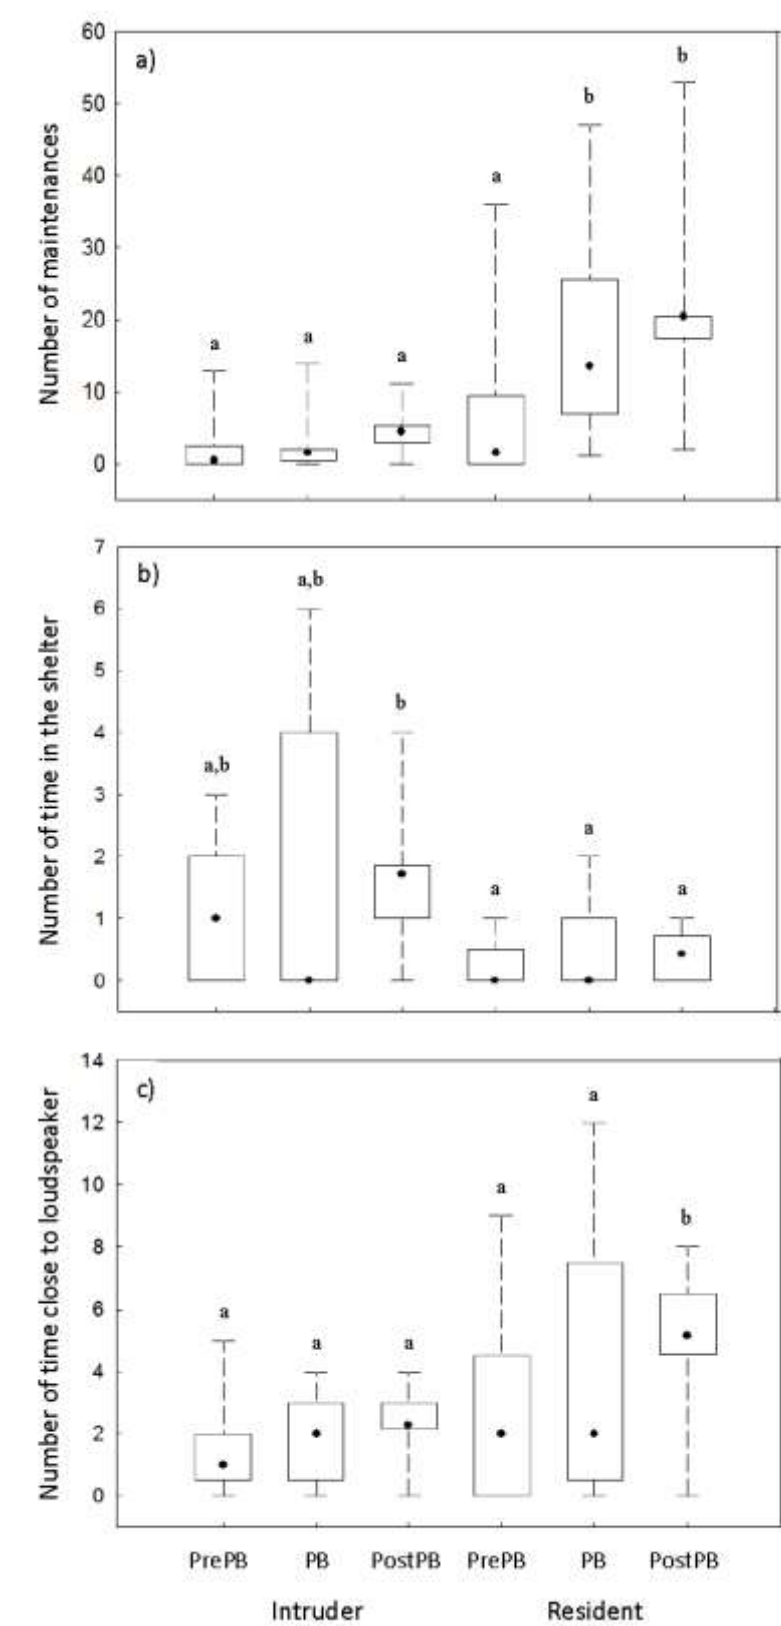 a)
Number of maintenances
60
50
40
30
20
10
0
a
a
a
a
b
b
b)
Number of time in the shelter
7
6
5
4
3
2
1
0
a,b
a,b
b
a
a
a
c)
Number of time close to loudspeaker
14
12
10
8
6
4
2
0
a
a
a
a
a
b
PrePB PB PostPB PrePB PB PostPB
Intruder Resident